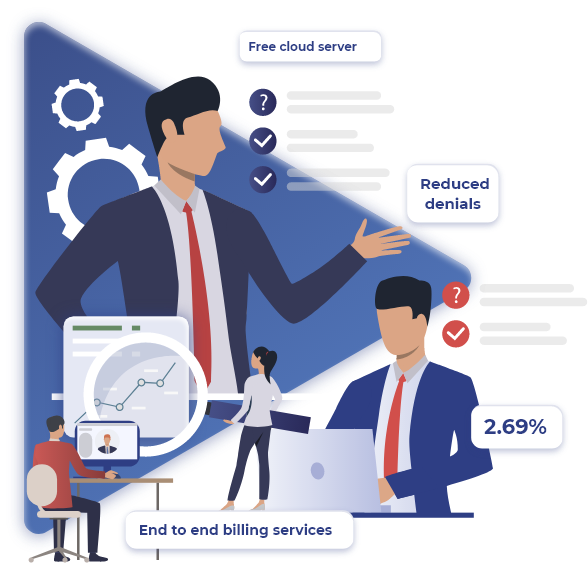 Free cloud server
?
Reduced
denials
?
2.69%
End to end billing services